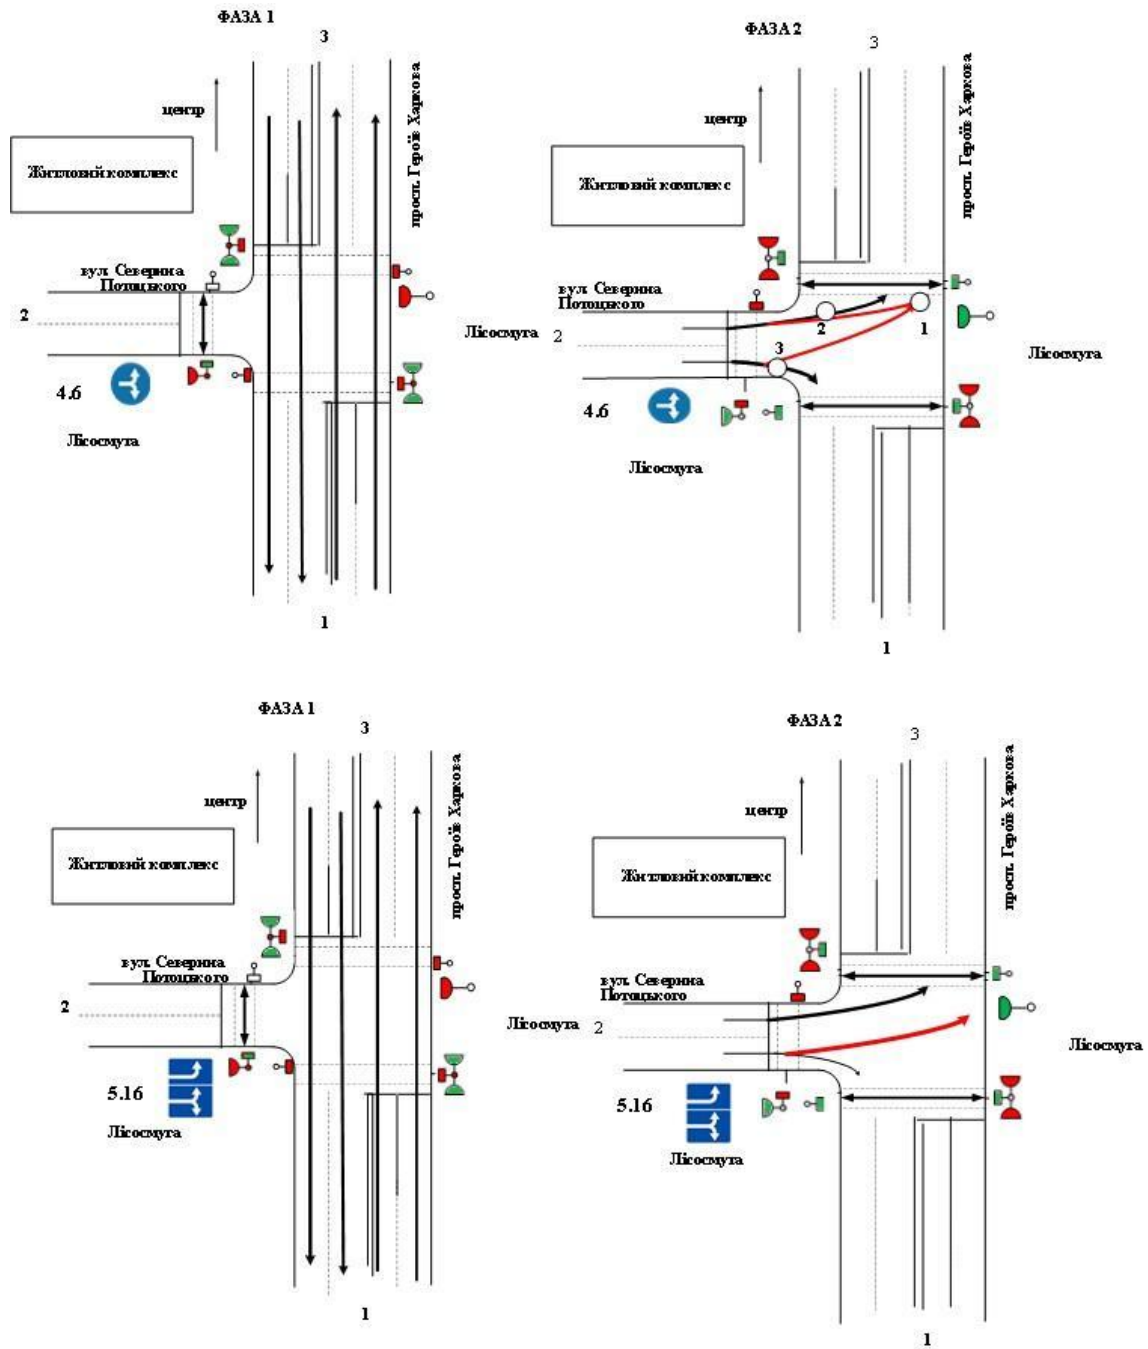 ФАЗА 1
3
центр
просп. Героїв Харкова
Житловий комплекс
вул. Северина
Потоцького
2
4.6
Лісосмуга
Лісосмуга
1
ФАЗА 2
3
центр
просп. Героїв Харкова
Житловий комплекс
вул. Северина
Потоцького
2
2
1
3
4.6
Лісосмуга
Лісосмуга
1
ФАЗА 1
3
центр
просп. Героїв Харкова
Житловий комплекс
вул. Северина
Потоцького
2
5.16
Лісосмуга
Лісосмуга
1
ФАЗА 2
3
центр
просп. Героїв Харкова
Житловий комплекс
вул. Северина
Потоцького
2
5.16
Лісосмуга
Лісосмуга
1